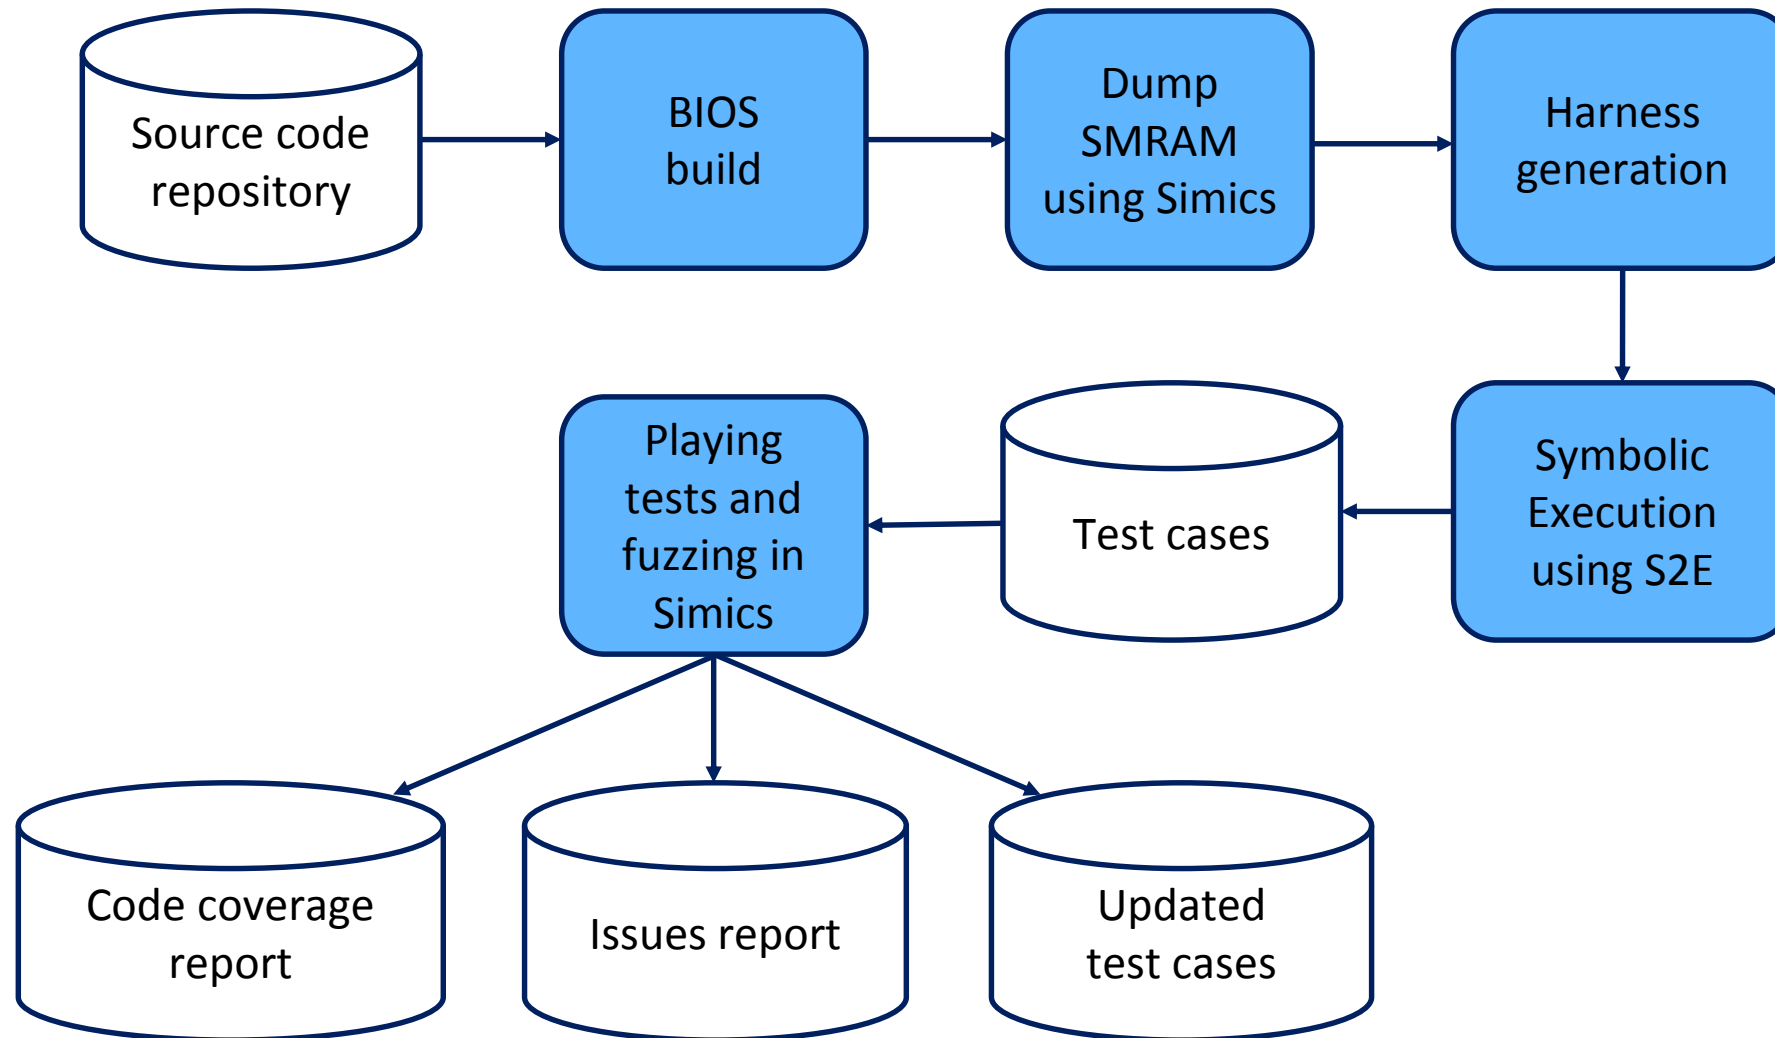 Source code
repository
BIOS
build
Dump
SMRAM
using Simics
Harness
generation
Playing
tests and
fuzzing in
Simics
Test cases
Symbolic
Execution
using S2E
Code coverage
report
Issues report
Updated
test cases